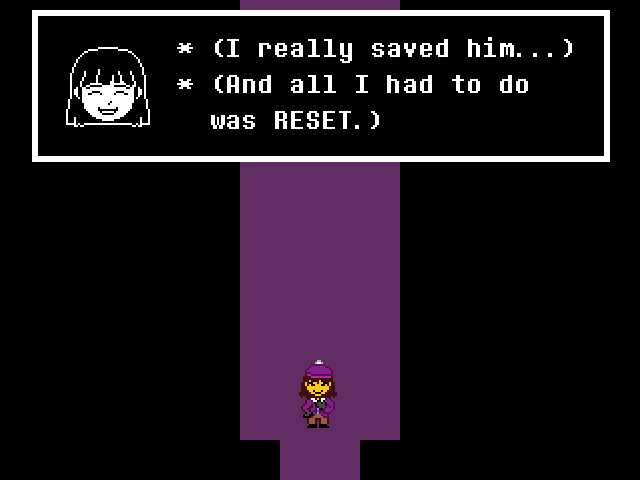 * (I really saved him...)
* (And all I had to do
was RESET.)